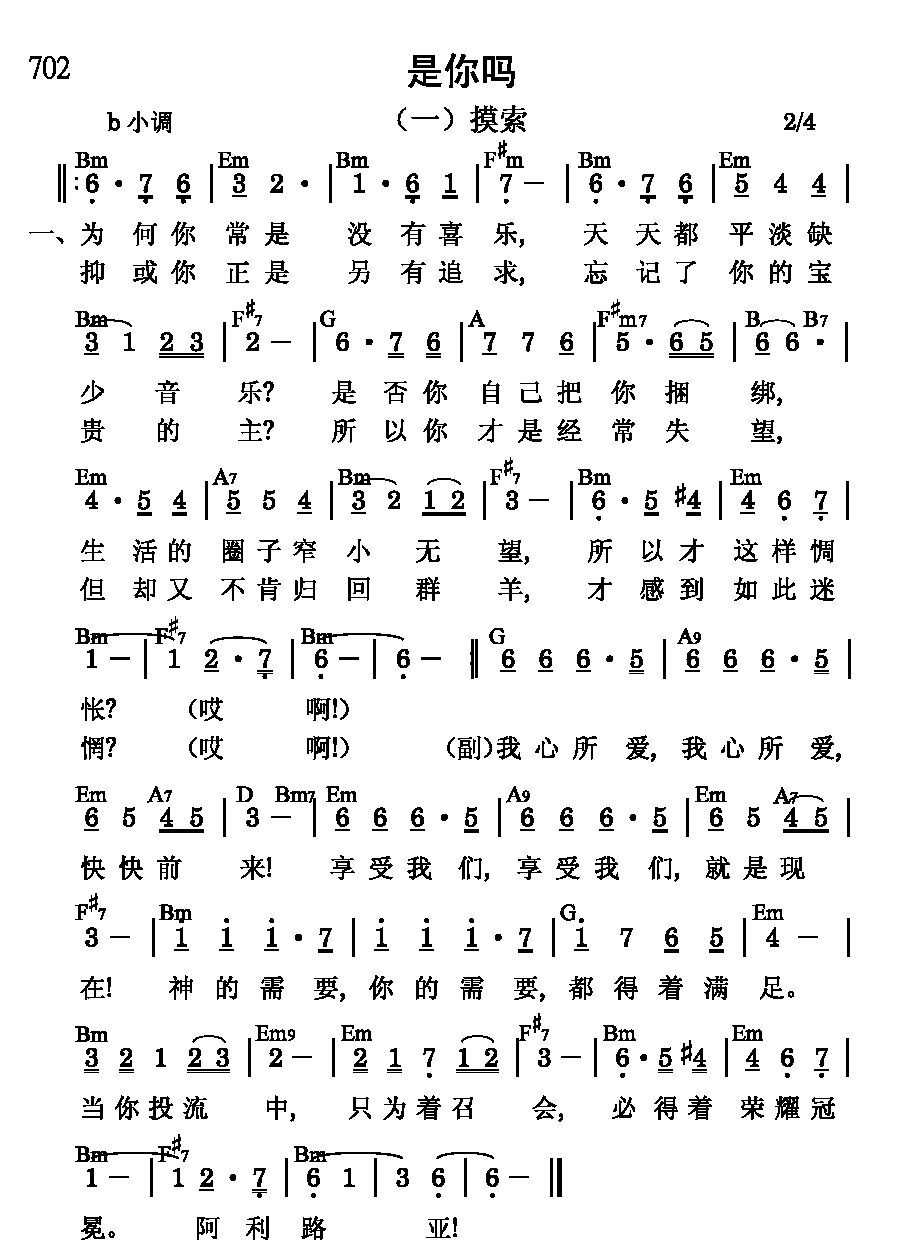 702
是你吗
b小调 （一）摸索 2/4
Bm Em Bm F♯m Bm Em
6 · 7 6 | 3 2 · | 1 · 6 1 | 7 – | 6 · 7 6 | 5 4 4 |
一、为 何你 常是 没 有喜 乐, 天 天都 平淡缺
抑 或你 正是 另 有追 求, 忘 记了 你的宝
Bm F♯7 G A F♯m7 B B7
3 1 2 3 | 2 – | 6 · 7 6 | 7 7 6 | 5 · 6 5 | 6 6 · |
少 音 乐? 是 否你 自己把 你 捆 绑,
贵 的 主? 所 以你 才是经 常 失 望,
Em A7 Bm F♯7 Bm Em
4 · 5 4 | 5 5 4 | 3 2 1 2 | 3 – | 6 · 5 ♯4 | 4 6 7 |
生 活的 圈子窄 小 无 望, 所 以才 这样惆
但 却又 不肯归 回 群 羊, 才 感到 如此迷
Bm F♯7 Bm G A9
1 – | 1 2 · 7 | 6 – | 6 – || 6 6 6 · 5 | 6 6 6 · 5 |
怅? （哎 啊!）
惘? （哎 啊!） （副）我心所 爱, 我心所 爱,
Em A7 D Bm7 Em A9 Em A7
6 5 4 5 | 3 – | 6 6 6 · 5 | 6 6 6 · 5 | 6 5 4 5 |
快快前 来! 享受我 们, 享受我 们, 就是现
F♯7 Bm G Em
3 – | 1 1 1 · 7 | 1 1 1 · 7 | 1 7 6 5 | 4 – |
在! 神的需 要, 你的需 要, 都得着满 足。
Bm Em9 Em F♯7 Bm Em
3 2 1 2 3 | 2 – | 2 1 7 1 2 | 3 – | 6 · 5 ♯4 | 4 6 7 |
当你投流 中, 只为着召 会, 必 得着 荣耀冠
Bm F♯7 Bm
1 – | 1 2 · 7 | 6 1 | 3 6 | 6 – ||
冕。 阿利 路 亚!